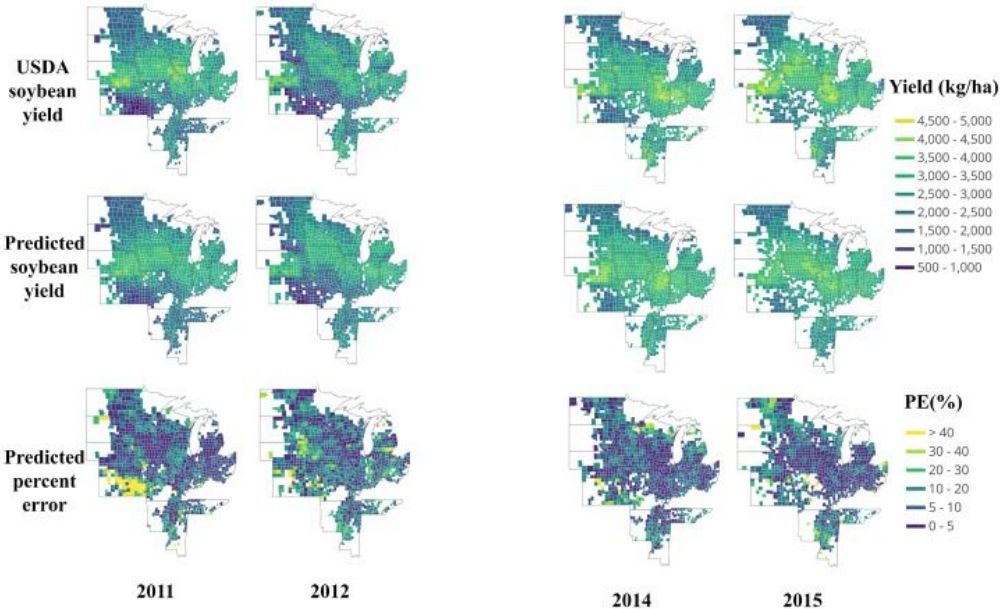 USDA
soybean
yield
Yield (kg/ha)
4,500 - 5,000
4,000 - 4,500
3,500 - 4,000
3,000 - 3,500
2,500 - 3,000
2,000 - 2,500
1,500 - 2,000
1,000 - 1,500
500 - 1,000
Predicted
soybean
yield
Predicted
percent
error
PE(%)
> 40
30 - 40
20 - 30
10 - 20
5 - 10
0 - 5
2011
2012
2014
2015